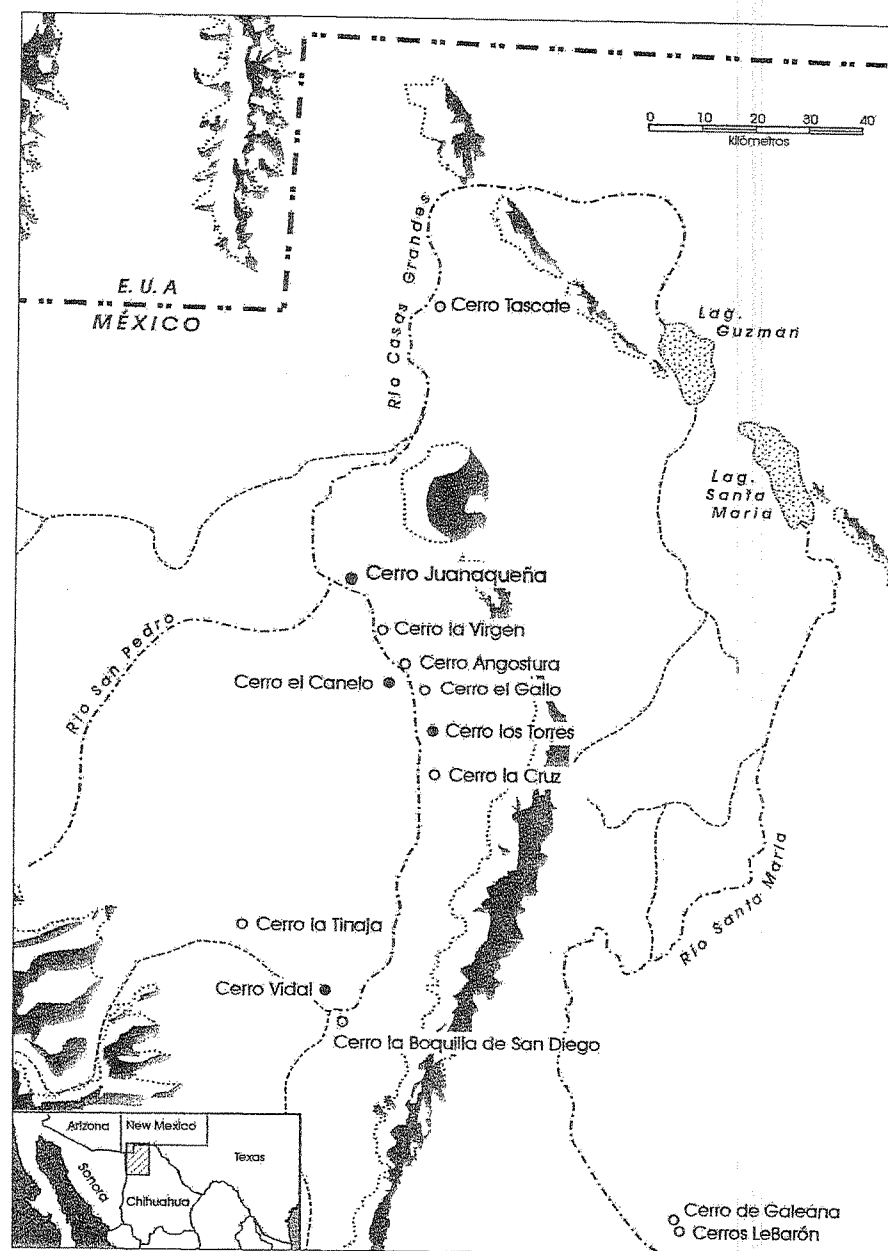 0 10 20 30 40
kilómetros
E. U. A
MÉXICO
Río Casas Grandes
Cerro Tascate
Lag.
Guzmán
Lag.
Santa
María
Cerro Juanaqueña
Río San Pedro
Cerro la Virgen
Cerro Angostura
Cerro el Canelo
Cerro el Gallo
Cerro los Torres
Cerro la Cruz
Río Santa María
Cerro la Tinaja
Cerro Vidal
Cerro la Boquilla de San Diego
Arizona
New Mexico
Texas
Sonora
Chihuahua
Cerro de Galeána
Cerros LeBarón